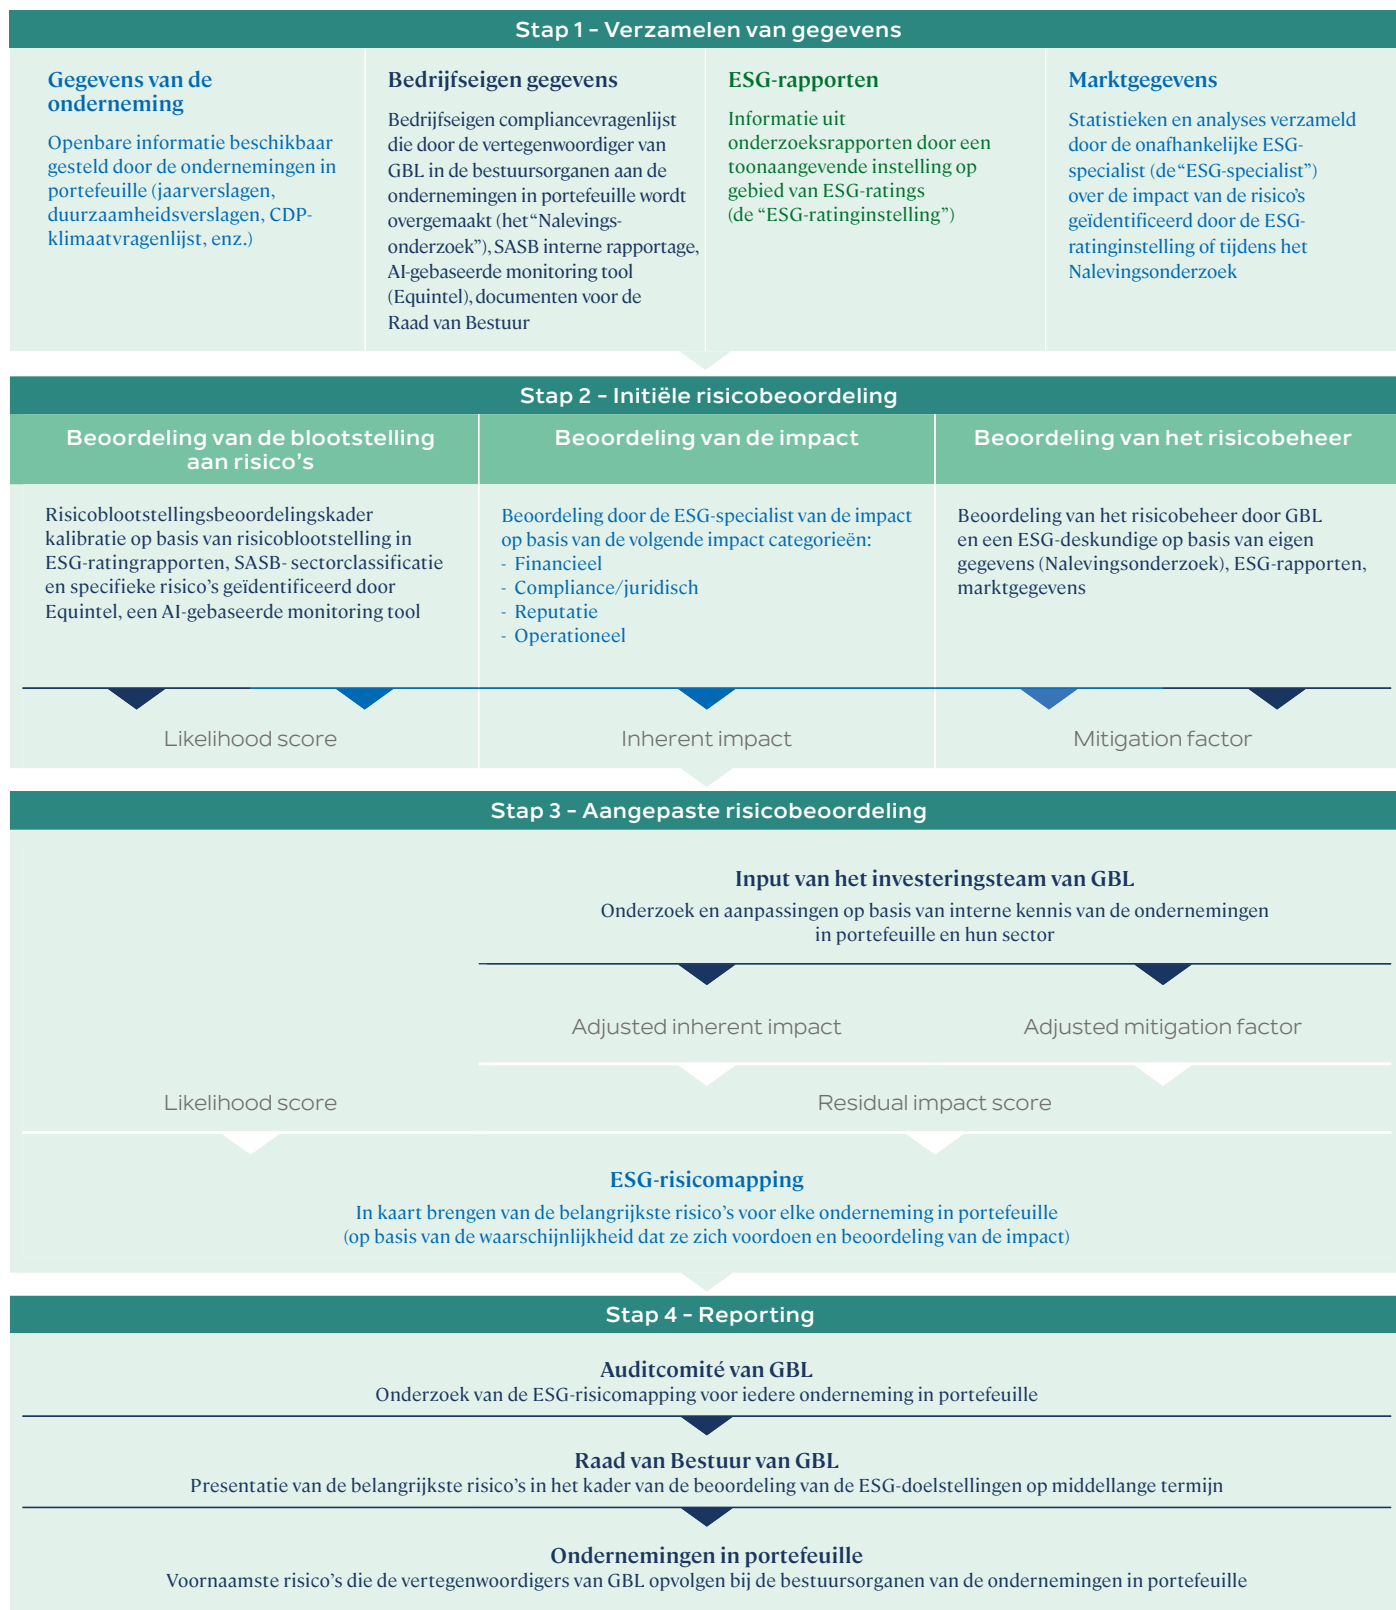 Stap 1 – Verzamelen van gegevens
Gegevens van de
onderneming
Openbare informatie beschikbaar
gesteld door de ondernemingen in
portefeuille (jaarverslagen,
duurzaamheidsverslagen, CDP-
klimaatvragenlijst, enz.)
Bedrijfseigen gegevens
Bedrijfseigen compliancevragenlijst
die door de vertegenwoordiger van
GBL in de bestuursorganen aan de
ondernemingen in portefeuille wordt
overgemaakt (het “Nalevings-
onderzoek”), SASB interne rapportage,
AI-gebaseerde monitoring tool
(Equintel), documenten voor de
Raad van Bestuur
ESG-rapporten
Informatie uit
onderzoeksrapporten door een
toonaangevende instelling op
gebied van ESG-ratings
(de “ESG-ratinginstelling”)
Marktgegevens
Statistieken en analyses verzameld
door de onafhankelijke ESG-
specialist (de “ESG-specialist”)
over de impact van de risico’s
geïdentificeerd door de ESG-
ratinginstelling of tijdens het
Nalevingsonderzoek
Stap 2 – Initiële risicobeoordeling
Beoordeling van de blootstelling
aan risico’s
Risicoblootstellingsbeoordelingskader
kalibratie op basis van risicoblootstelling in
ESG-ratingrapporten, SASB- sectorclassificatie
en specifieke risico’s geïdentificeerd door
Equintel, een AI-gebaseerde monitoring tool
Beoordeling van de impact
Beoordeling door de ESG-specialist van de impact
op basis van de volgende impact categorieën:
- Financieel
- Compliance/juridisch
- Reputatie
- Operationeel
Beoordeling van het risicobeheer
Beoordeling van het risicobeheer door GBL
en een ESG-deskundige op basis van eigen
gegevens (Nalevingsonderzoek), ESG-rapporten,
marktgegevens
Likelihood score
Inherent impact
Mitigation factor
Stap 3 – Aangepaste risicobeoordeling
Input van het investeringsteam van GBL
Onderzoek en aanpassingen op basis van interne kennis van de ondernemingen
in portefeuille en hun sector
Adjusted inherent impact
Adjusted mitigation factor
Likelihood score
Residual impact score
ESG-risicomapping
In kaart brengen van de belangrijkste risico’s voor elke onderneming in portefeuille
(op basis van de waarschijnlijkheid dat ze zich voordoen en beoordeling van de impact)
Stap 4 – Reporting
Auditcomité van GBL
Onderzoek van de ESG-risicomapping voor iedere onderneming in portefeuille
Raad van Bestuur van GBL
Presentatie van de belangrijkste risico’s in het kader van de beoordeling van de ESG-doelstellingen op middellange termijn
Ondernemingen in portefeuille
Voornaamste risico’s die de vertegenwoordigers van GBL opvolgen bij de bestuursorganen van de ondernemingen in portefeuille